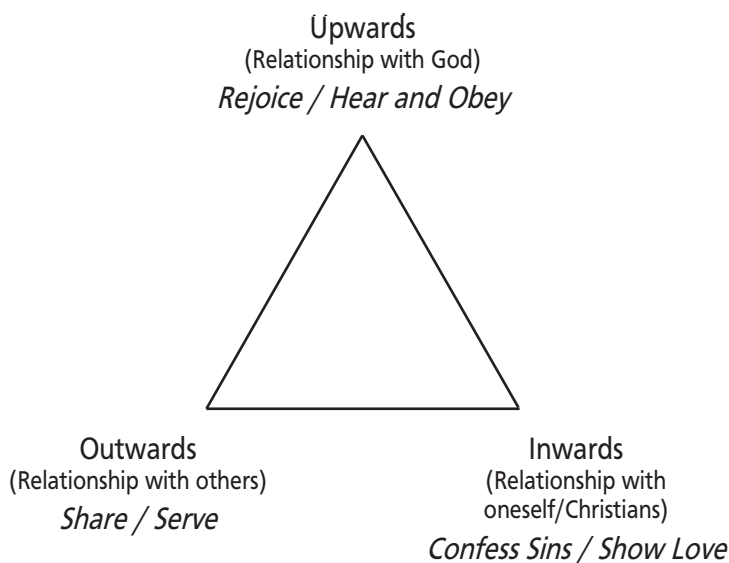 Upwards
(Relationship with God)
Rejoice / Hear and Obey
Outwards
(Relationship with others)
Share / Serve
Inwards
(Relationship with
oneself/Christians)
Confess Sins / Show Love